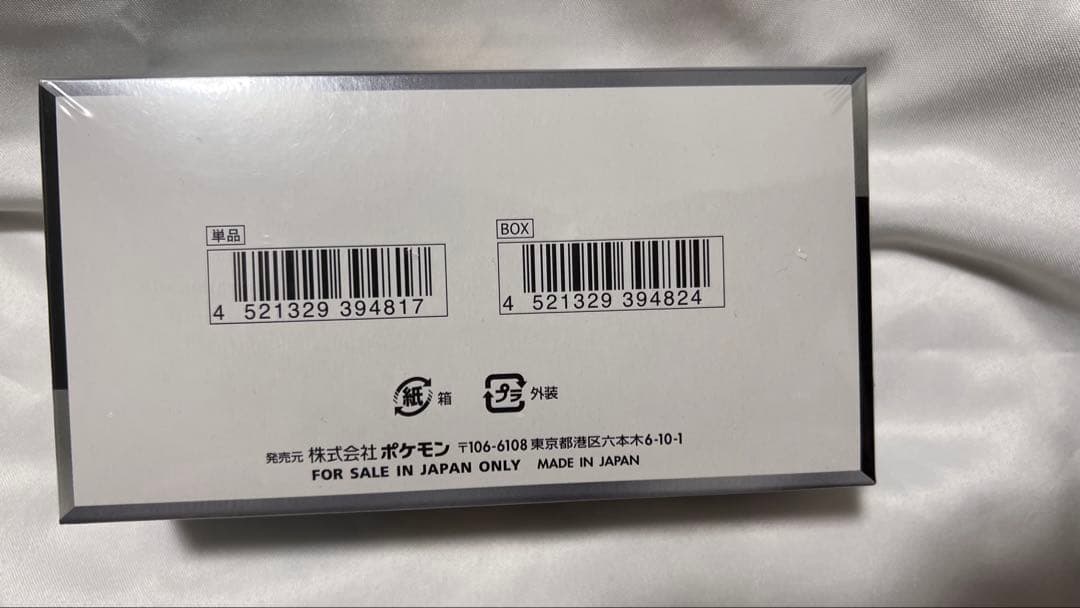 単品
4 521329 394817
BOX
4 521329 394824
紙 箱
プラ 外装
発売元 株式会社 ポケモン 〒106-6108 東京都港区六本木6-10-1
FOR SALE IN JAPAN ONLY MADE IN JAPAN